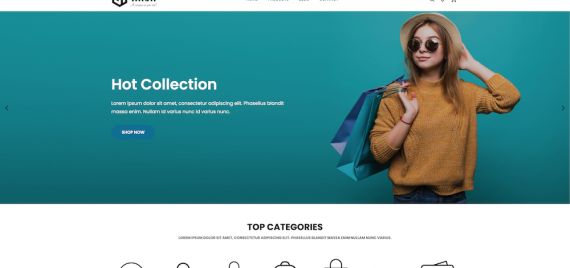 Hot Collection
Lorem ipsum dolor sit amet, consectetur adipiscing elit. Phasellus blandit
massa enim. Nullam id varius nunc id varius nunc.
SHOP NOW
TOP CATEGORIES
LOREM IPSUM DOLOR SIT AMET, CONSECTETUR ADIPISCING ELIT. PHASELLUS BLANDIT MASSA ENIM NULLAM NUNC VARIUS.